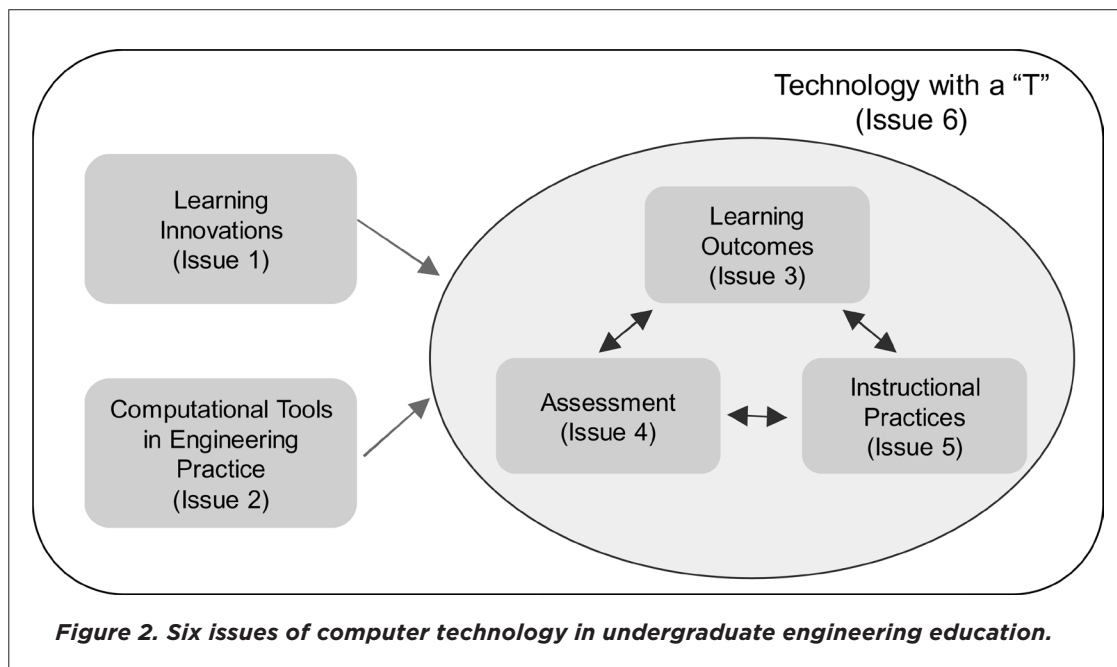 Technology with a “T”
(Issue 6)
Learning
Innovations
(Issue 1)
Computational Tools
in Engineering
Practice
(Issue 2)
Learning
Outcomes
(Issue 3)
Assessment
(Issue 4)
Instructional
Practices
(Issue 5)
Figure 2. Six issues of computer technology in undergraduate engineering education.